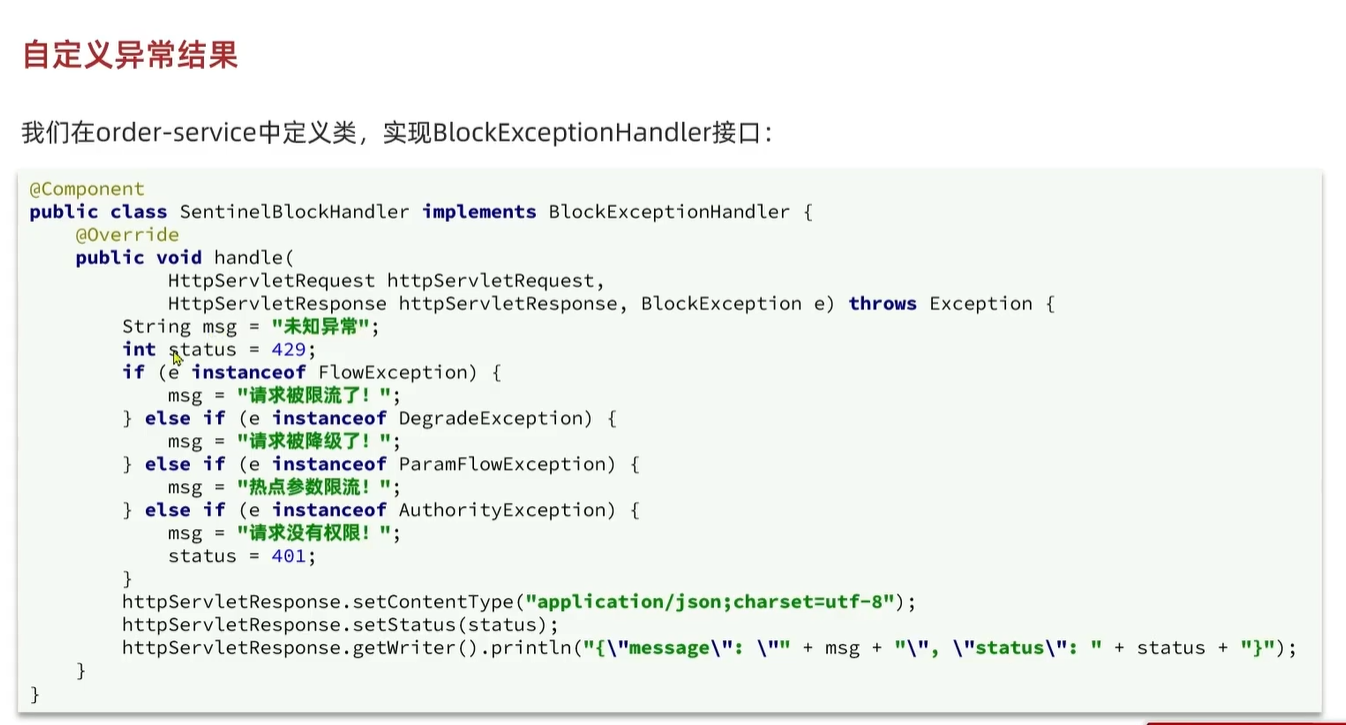 自定义异常结果
我们在order-service中定义类，实现BlockExceptionHandler接口：
@Component
public class SentinelBlockHandler implements BlockExceptionHandler {
    @Override
    public void handle(
            HttpServletRequest httpServletRequest,
            HttpServletResponse httpServletResponse, BlockException e) throws Exception {
        String msg = "未知异常";
        int status = 429;
        if (e instanceof FlowException) {
            msg = "请求被限流了！";
        } else if (e instanceof DegradeException) {
            msg = "请求被降级了！";
        } else if (e instanceof ParamFlowException) {
            msg = "热点参数限流！";
        } else if (e instanceof AuthorityException) {
            msg = "请求没有权限！";
            status = 401;
        }
        httpServletResponse.setContentType("application/json;charset=utf-8");
        httpServletResponse.setStatus(status);
        httpServletResponse.getWriter().println("{\"message\": \"" + msg + "\", \"status\": " + status + "}");
    }
}